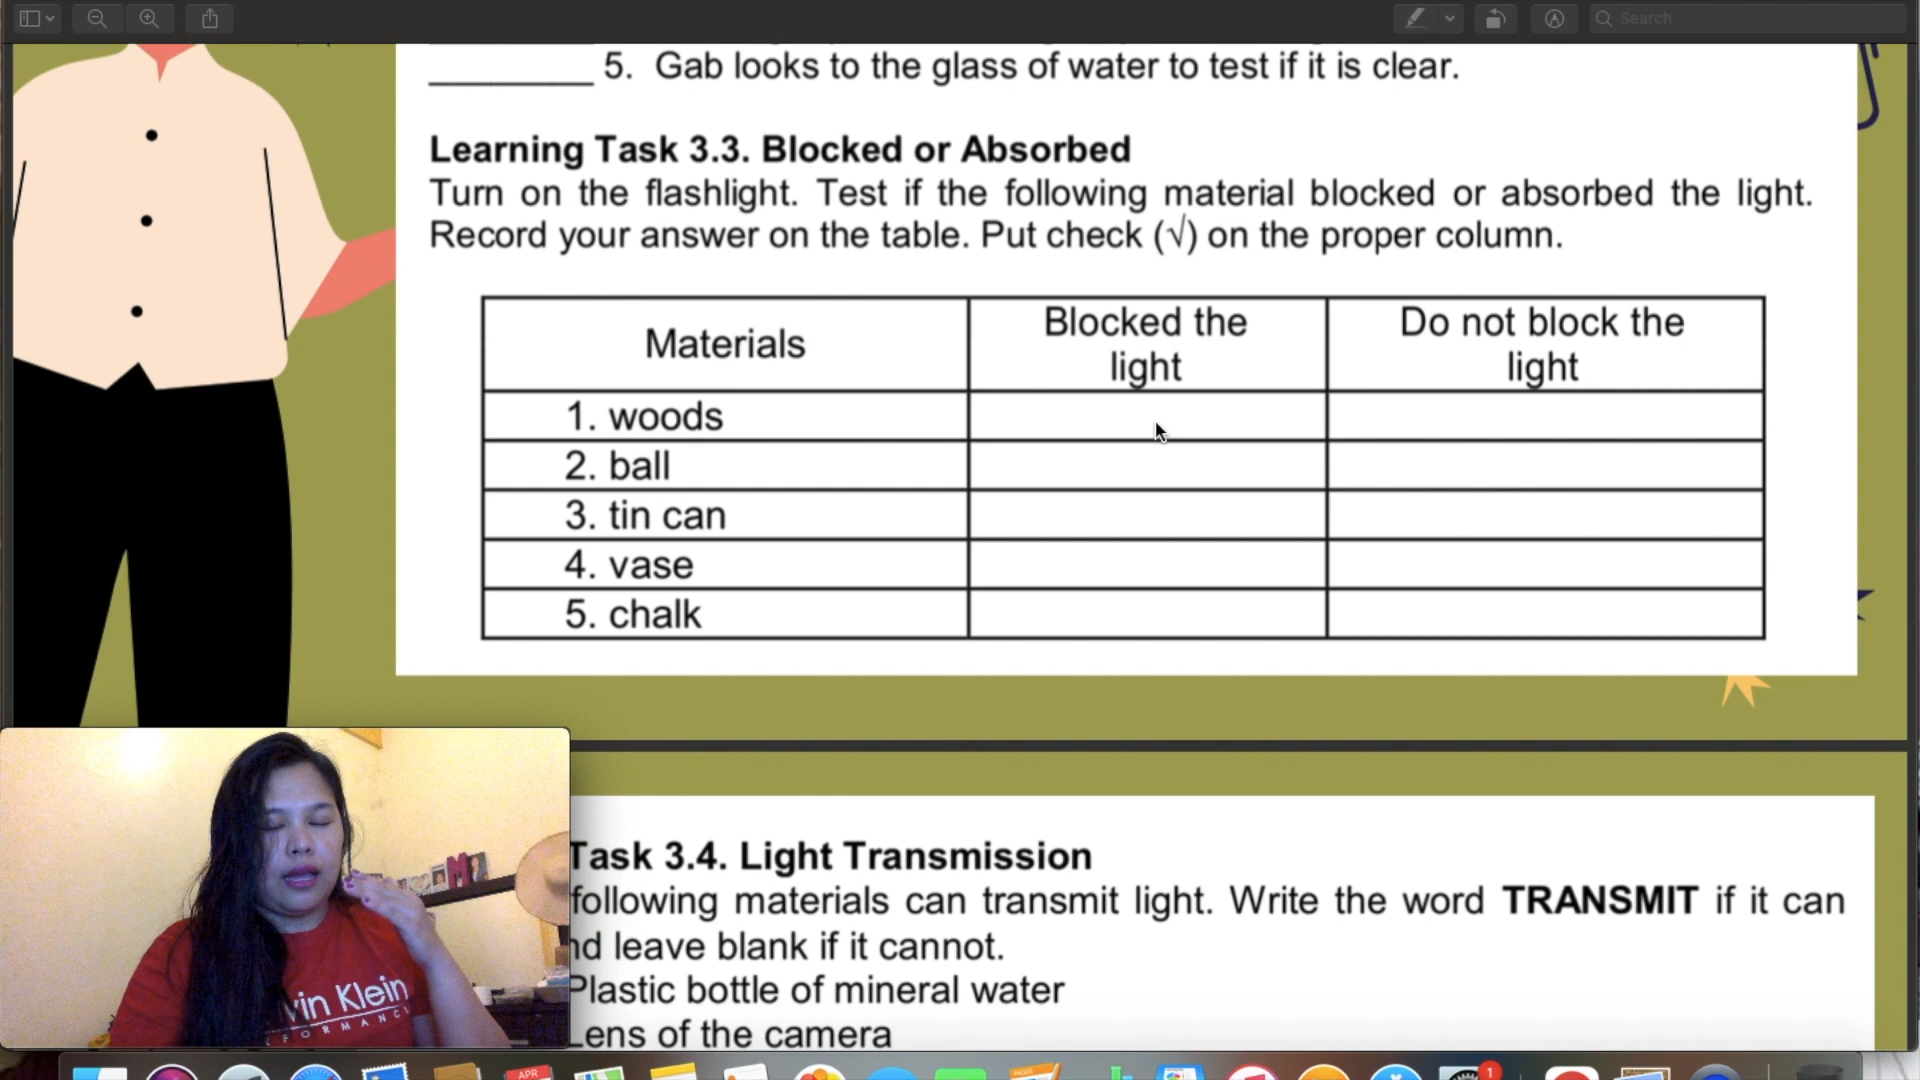 Search
5. Gab looks to the glass of water to test if it is clear.
Learning Task 3.3. Blocked or Absorbed
Turn on the flashlight. Test if the following material blocked or absorbed the light.
Record your answer on the table. Put check (√) on the proper column.
Materials
Blocked the
light
Do not block the
light
1. woods
2. ball
3. tin can
4. vase
5. chalk
Task 3.4. Light Transmission
following materials can transmit light. Write the word TRANSMIT if it can
nd leave blank if it cannot.
Plastic bottle of mineral water
Lens of the camera
M
vin Klein
FORMANC
APR
PAGES
1